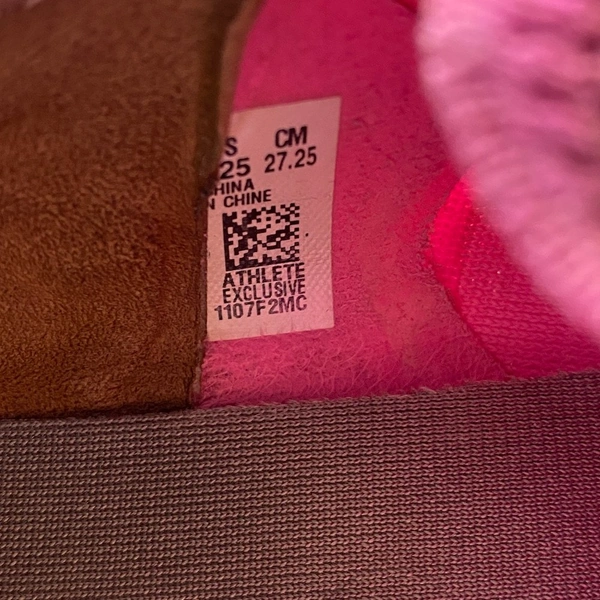 S CM
25 27.25
HINA
N CHINE
ATHLETE
EXCLUSIVE
1107F2MC